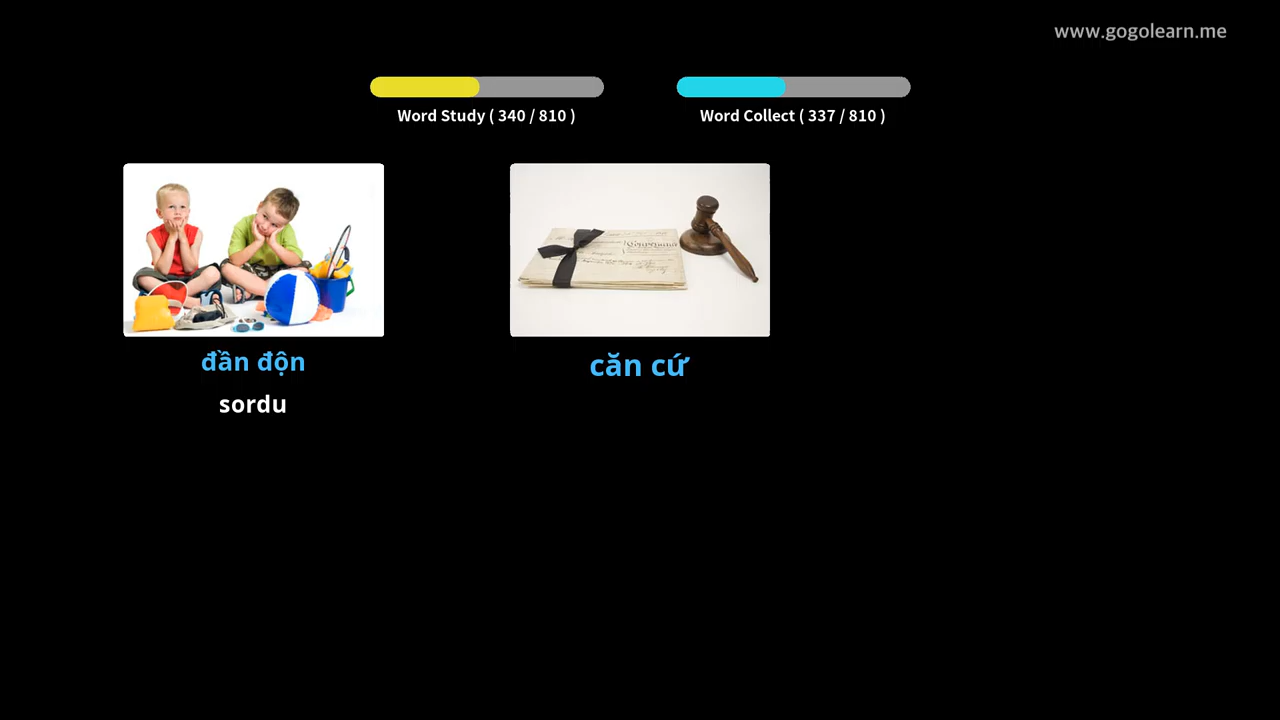 www.gogolearn.me
Word Study ( 340 / 810 )
Word Collect ( 337 / 810 )
đần độn
sordu
căn cứ